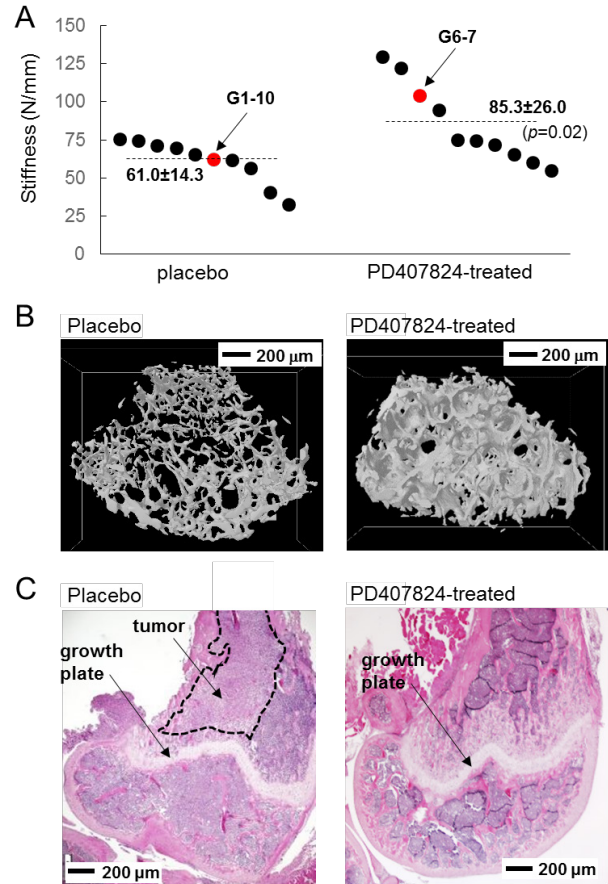 A
Stiffness (N/mm)
150
125
100
75
50
25
0
G1-10
61.0±14.3
G6-7
85.3±26.0
(p=0.02)
placebo
PD407824-treated
B
Placebo
200 µm
PD407824-treated
200 µm
C
Placebo
tumor
growth
plate
200 µm
PD407824-treated
growth
plate
200 µm